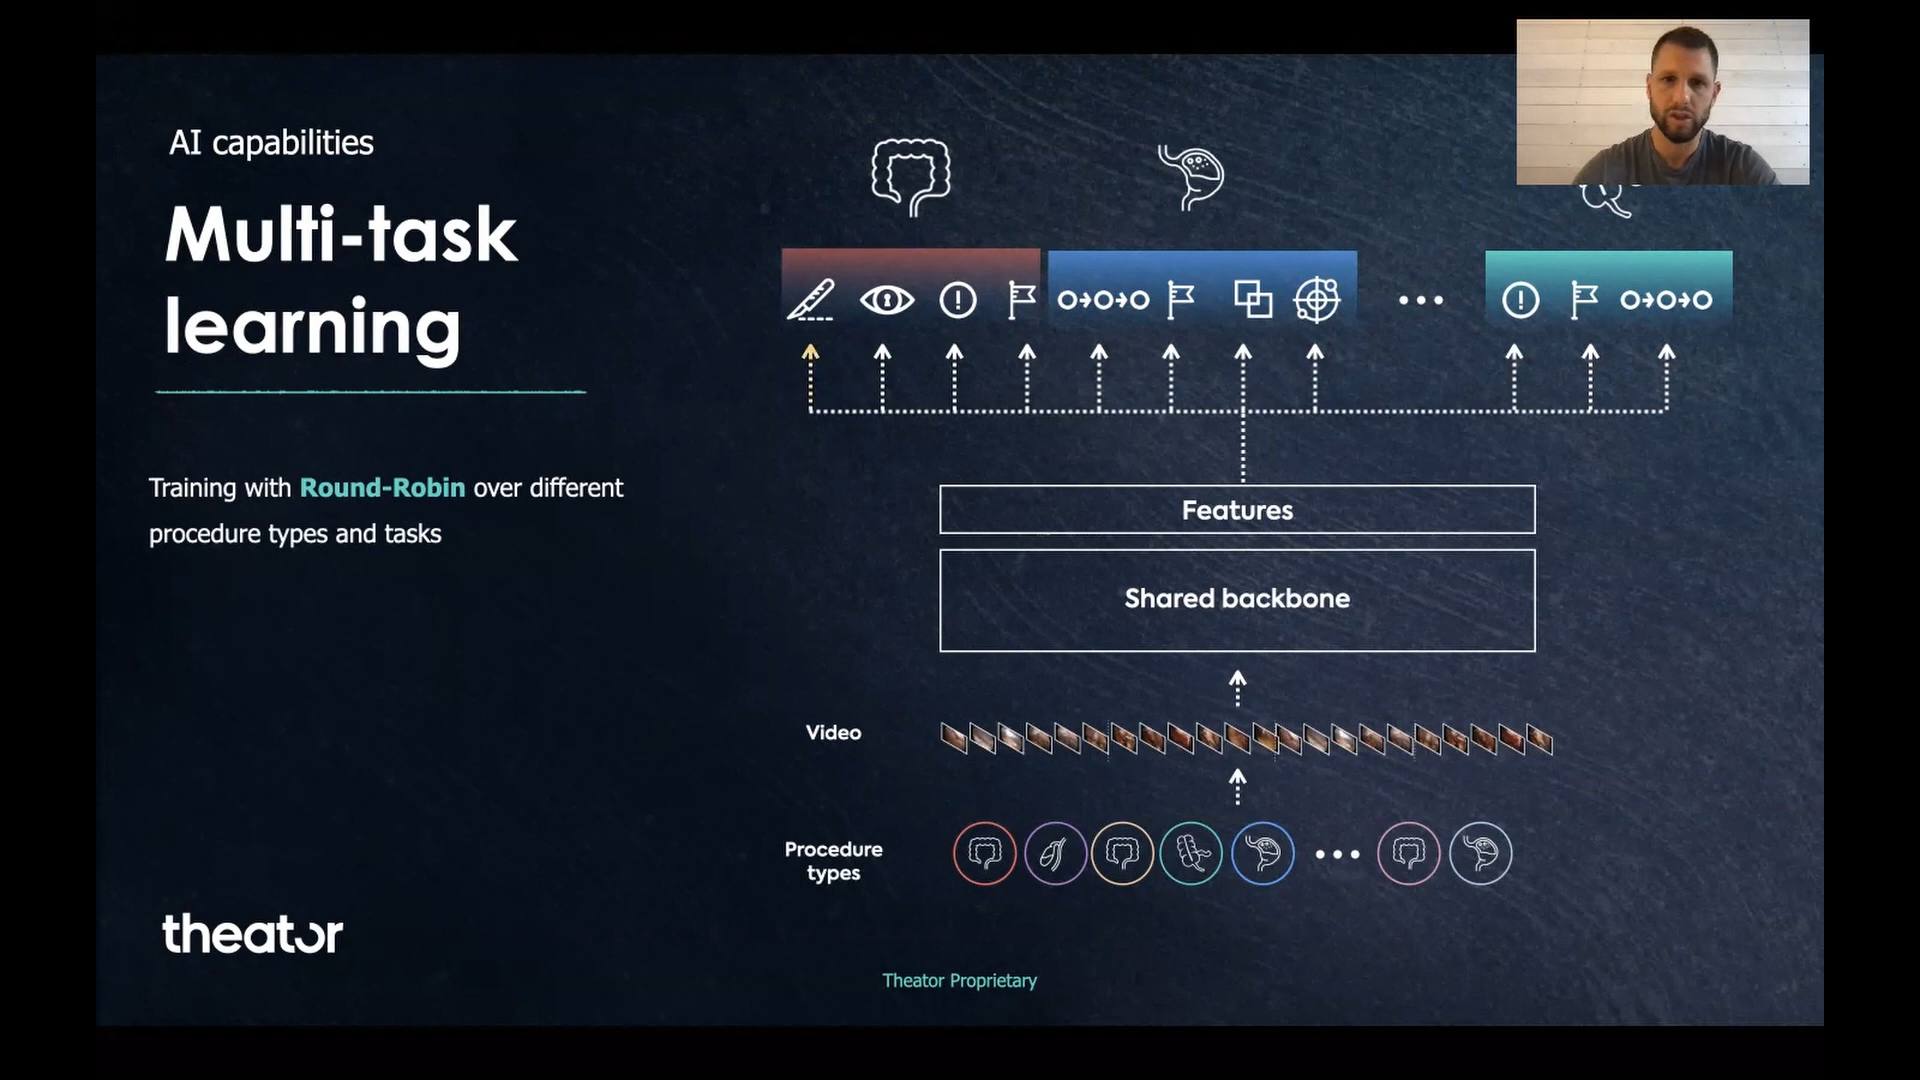 AI capabilities
Multi-task
learning
Training with Round-Robin over different
procedure types and tasks
Features
Shared backbone
Video
Procedure
types
theator
Theator Proprietary